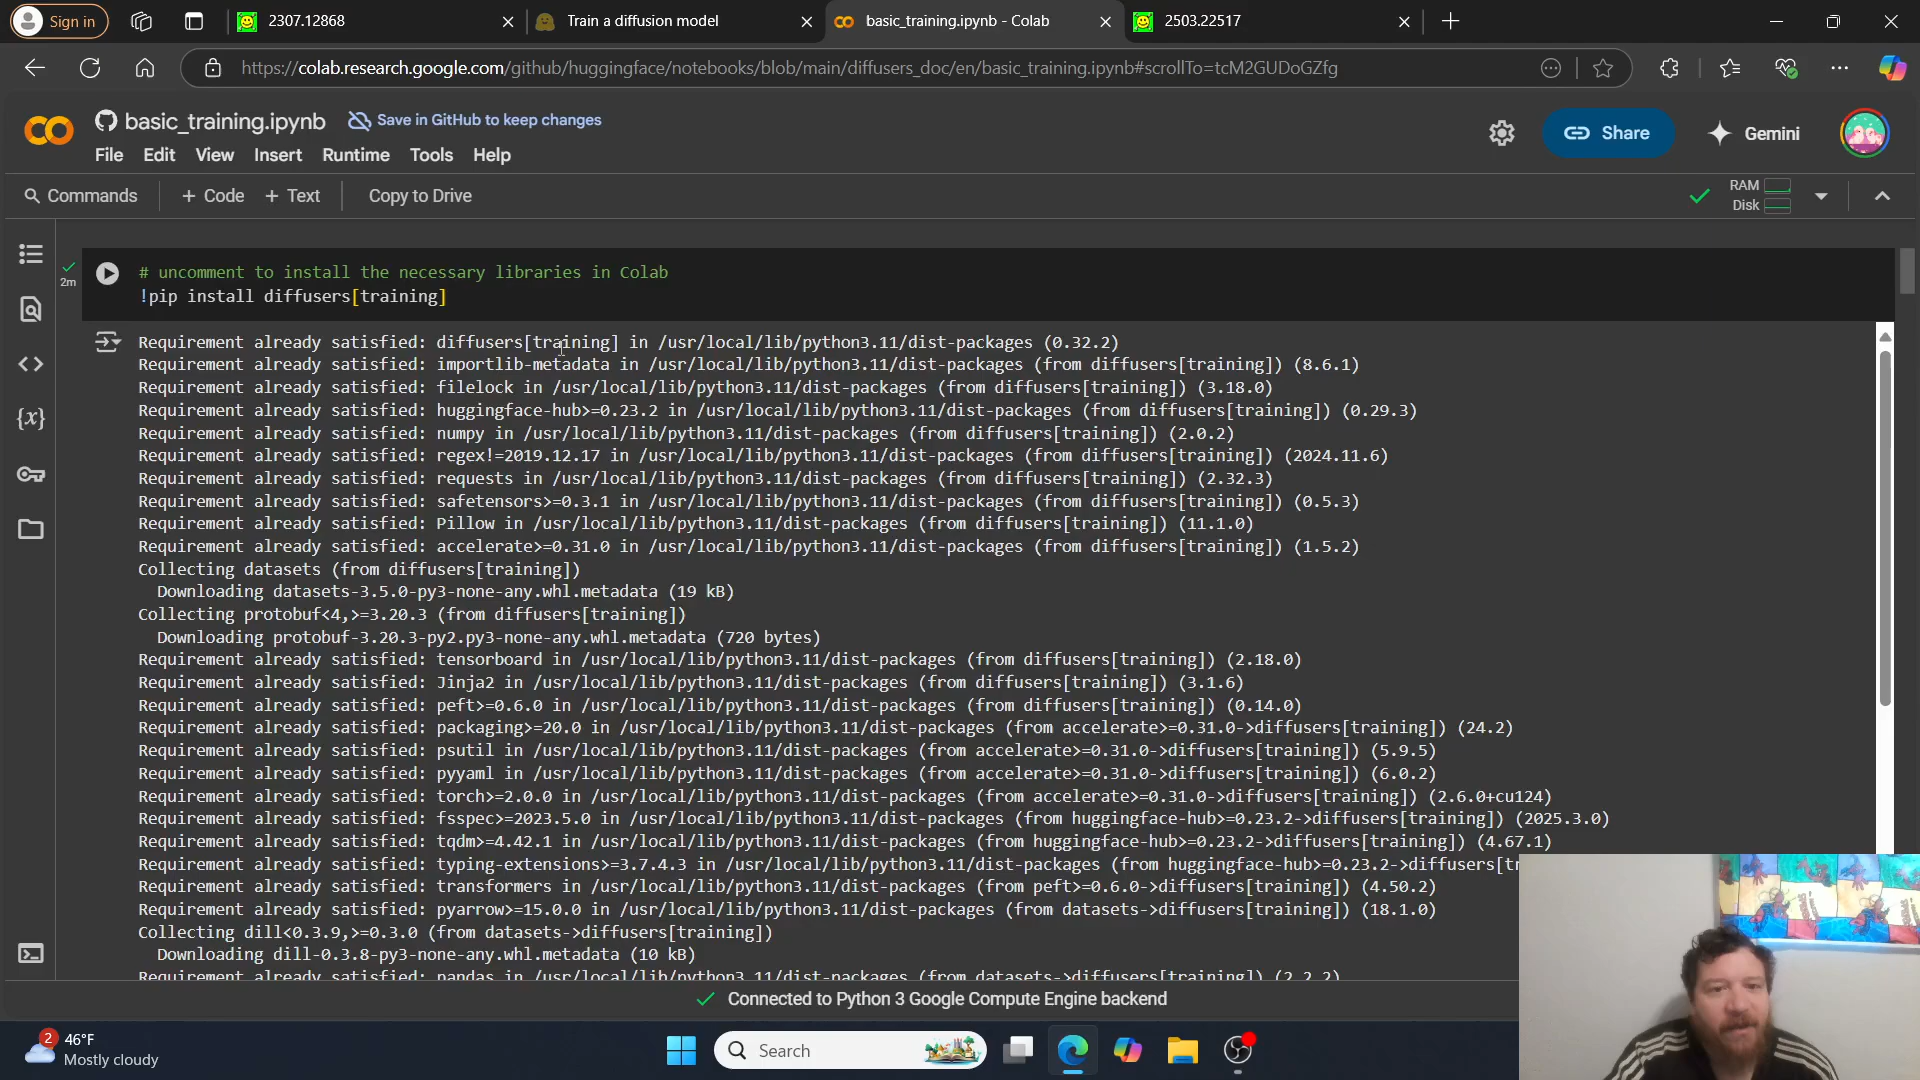 Sign in
2307.12868
Train a diffusion model
basic_training.ipynb - Colab
2503.22517
https://colab.research.google.com/github/huggingface/notebooks/blob/main/diffusers_doc/en/basic_training.ipynb#scrollTo=tcM2GUDoGZfg
basic_training.ipynb
Save in GitHub to keep changes
Share
Gemini
File Edit View Insert Runtime Tools Help
Commands + Code + Text Copy to Drive
RAM
Disk
2m
# uncomment to install the necessary libraries in Colab
!pip install diffusers[training]
Requirement already satisfied: diffusers[training] in /usr/local/lib/python3.11/dist-packages (0.32.2)
Requirement already satisfied: importlib-metadata in /usr/local/lib/python3.11/dist-packages (from diffusers[training]) (8.6.1)
Requirement already satisfied: filelock in /usr/local/lib/python3.11/dist-packages (from diffusers[training]) (3.18.0)
Requirement already satisfied: huggingface-hub>=0.23.2 in /usr/local/lib/python3.11/dist-packages (from diffusers[training]) (0.29.3)
Requirement already satisfied: numpy in /usr/local/lib/python3.11/dist-packages (from diffusers[training]) (2.0.2)
Requirement already satisfied: regex!=2019.12.17 in /usr/local/lib/python3.11/dist-packages (from diffusers[training]) (2024.11.6)
Requirement already satisfied: requests in /usr/local/lib/python3.11/dist-packages (from diffusers[training]) (2.32.3)
Requirement already satisfied: safetensors>=0.3.1 in /usr/local/lib/python3.11/dist-packages (from diffusers[training]) (0.5.3)
Requirement already satisfied: Pillow in /usr/local/lib/python3.11/dist-packages (from diffusers[training]) (11.1.0)
Requirement already satisfied: accelerate>=0.31.0 in /usr/local/lib/python3.11/dist-packages (from diffusers[training]) (1.5.2)
Collecting datasets (from diffusers[training])
Downloading datasets-3.5.0-py3-none-any.whl.metadata (19 kB)
Collecting protobuf<4,>=3.20.3 (from diffusers[training])
Downloading protobuf-3.20.3-py2.py3-none-any.whl.metadata (720 bytes)
Requirement already satisfied: tensorboard in /usr/local/lib/python3.11/dist-packages (from diffusers[training]) (2.18.0)
Requirement already satisfied: Jinja2 in /usr/local/lib/python3.11/dist-packages (from diffusers[training]) (3.1.6)
Requirement already satisfied: peft>=0.6.0 in /usr/local/lib/python3.11/dist-packages (from diffusers[training]) (0.14.0)
Requirement already satisfied: packaging>=20.0 in /usr/local/lib/python3.11/dist-packages (from accelerate>=0.31.0->diffusers[training]) (24.2)
Requirement already satisfied: psutil in /usr/local/lib/python3.11/dist-packages (from accelerate>=0.31.0->diffusers[training]) (5.9.5)
Requirement already satisfied: pyyaml in /usr/local/lib/python3.11/dist-packages (from accelerate>=0.31.0->diffusers[training]) (6.0.2)
Requirement already satisfied: torch>=2.0.0 in /usr/local/lib/python3.11/dist-packages (from accelerate>=0.31.0->diffusers[training]) (2.6.0+cu124)
Requirement already satisfied: fsspec>=2023.5.0 in /usr/local/lib/python3.11/dist-packages (from huggingface-hub>=0.23.2->diffusers[training]) (2025.3.0)
Requirement already satisfied: tqdm>=4.42.1 in /usr/local/lib/python3.11/dist-packages (from huggingface-hub>=0.23.2->diffusers[training]) (4.67.1)
Requirement already satisfied: typing-extensions>=3.7.4.3 in /usr/local/lib/python3.11/dist-packages (from huggingface-hub>=0.23.2->diffusers[tr
Requirement already satisfied: transformers in /usr/local/lib/python3.11/dist-packages (from peft>=0.6.0->diffusers[training]) (4.50.2)
Requirement already satisfied: pyarrow>=15.0.0 in /usr/local/lib/python3.11/dist-packages (from datasets->diffusers[training]) (18.1.0)
Collecting dill<0.3.9,>=0.3.0 (from datasets->diffusers[training])
Downloading dill-0.3.8-py3-none-any.whl.metadata (10 kB)
Requirement already satisfied: pandas in /usr/local/lib/python3.11/dist-packages (from datasets->diffusers[training]) (2.2.2)
Connected to Python 3 Google Compute Engine backend
2
46°F
Mostly cloudy
Search